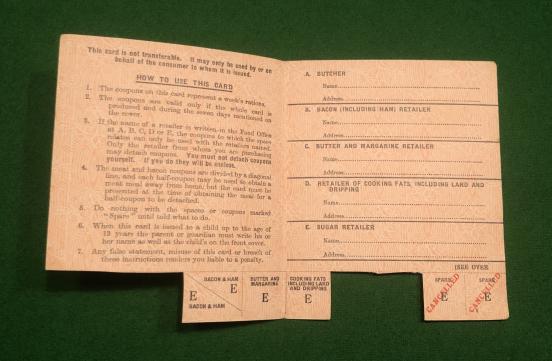 This card is not transferable. It may only be used by or on
behalf of the consumer to whom it is issued.
HOW TO USE THIS CARD
1. The coupons on this card represent a week's rations.
2. The coupons are valid only if the whole card is
produced and during the seven days mentioned on
the cover.
3. If the name of a retailer is written in the Food Office
at A, B, C, D or E, the coupons to which the space
relates can only be used with the retailer named.
Only the retailer from whom you are purchasing
may detach coupons. You must not detach coupons
yourself. If you do they will be useless.
4. The meat and bacon coupons are divided by a diagonal
line, and each half-coupon may be used to obtain a
meat meal away from home, but the card must be
presented at the time of obtaining the meal for a
half-coupon to be detached.
5. Do nothing with the spaces or coupons marked
"Spare" until told what to do.
6. When this card is issued to a child up to the age of
12 years the parent or guardian must write his or
her name as well as the child's on the front cover.
7. Any false statement, misuse of this card or breach of
these instructions renders you liable to a penalty.
A. BUTCHER
Name
Address
B. BACON (INCLUDING HAM) RETAILER
Name
Address
C. BUTTER AND MARGARINE RETAILER
Name
Address
D. RETAILER OF COOKING FATS, INCLUDING LARD AND
DRIPPING
Name
Address
E. SUGAR RETAILER
Name
Address
[SEE OVER
BACON & HAM
E
E
BACON & HAM
BUTTER AND
MARGARINE
E
COOKING FATS
INCLUDING LARD
AND DRIPPING
E
SPARE
E
CANCELLED
SPARE
E
CANCELLED